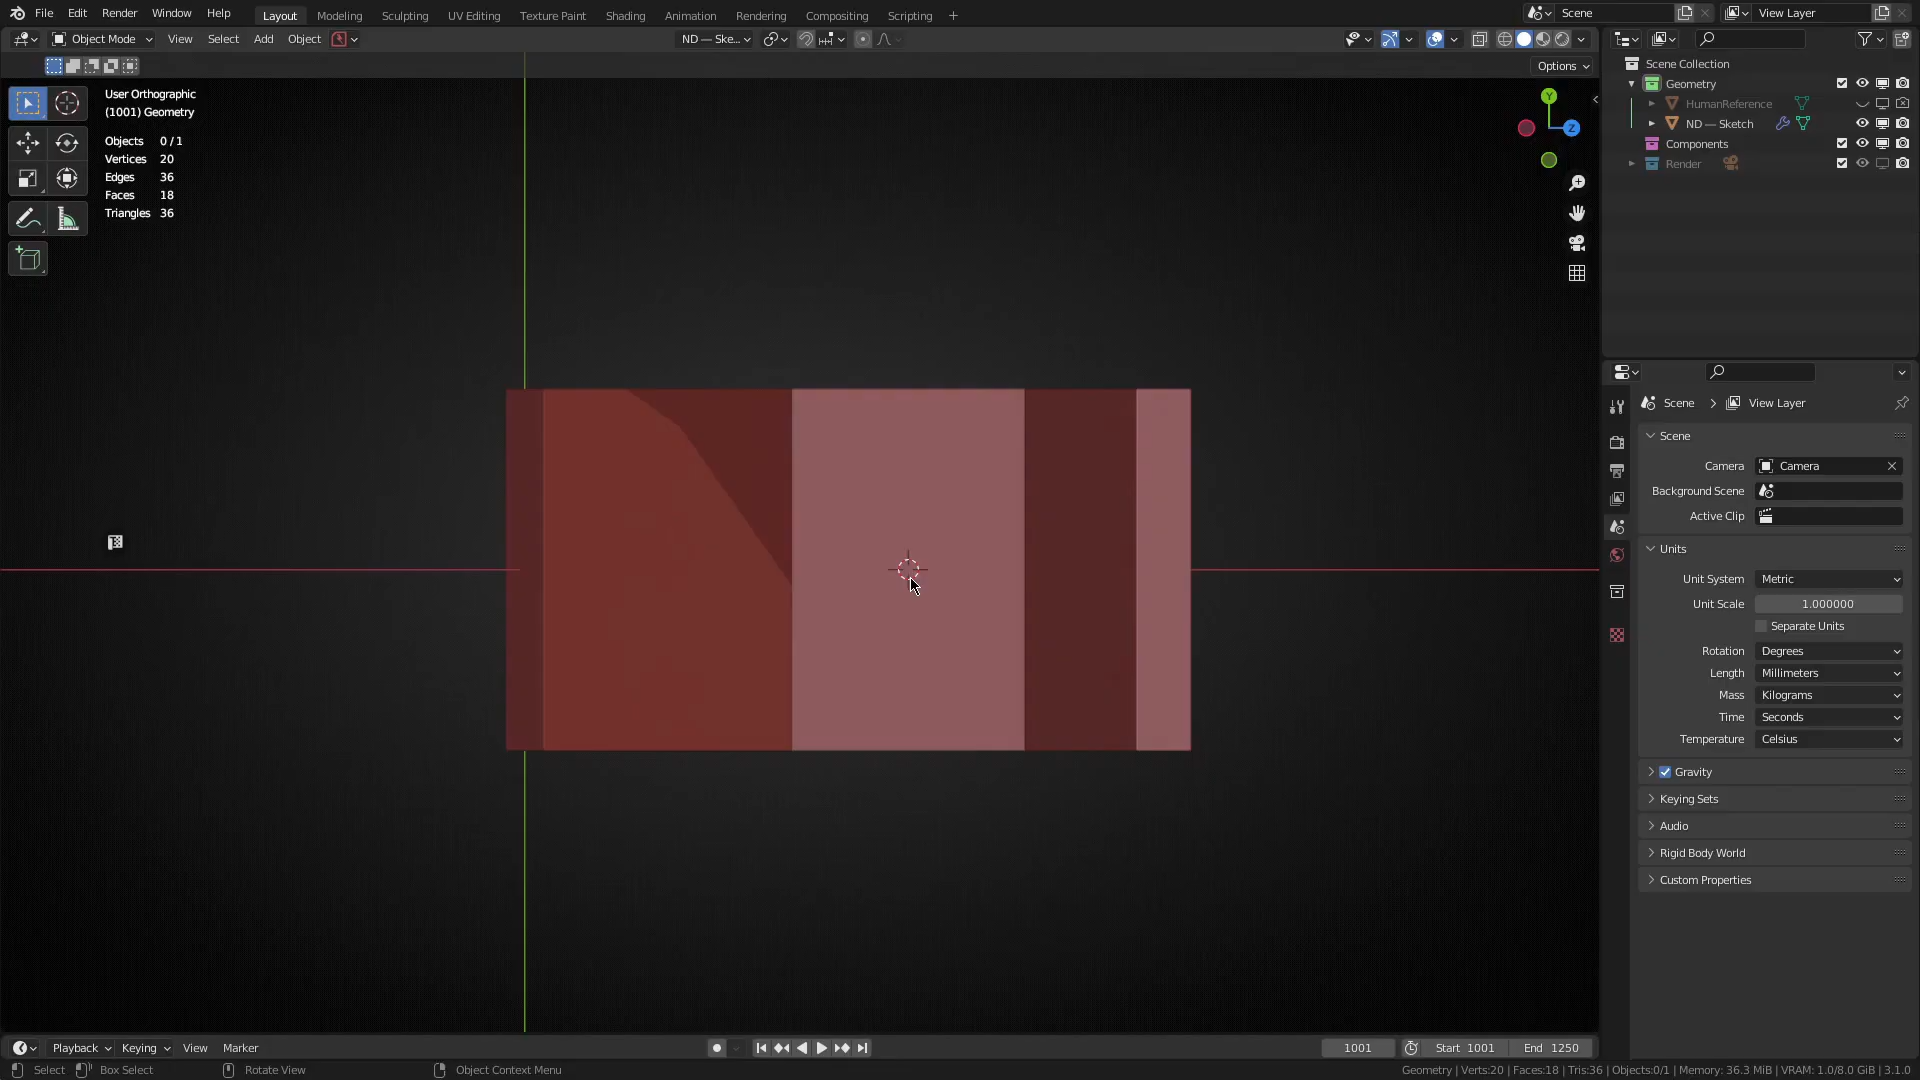 File Edit Render Window Help Layout Modeling Sculpting UV Editing Texture Paint Shading Animation Rendering Compositing Scripting + Scene View Layer
Object Mode View Select Add Object ND — Ske...
Options
User Orthographic
(1001) Geometry
Objects 0 / 1
Vertices 20
Edges 36
Faces 18
Triangles 36
Y
Z
Scene Collection
Geometry
HumanReference
ND — Sketch
Components
Render
Scene > View Layer
Scene
Camera Camera
Background Scene
Active Clip
Units
Unit System Metric
Unit Scale 1.000000
Separate Units
Rotation Degrees
Length Millimeters
Mass Kilograms
Time Seconds
Temperature Celsius
Gravity
Keying Sets
Audio
Rigid Body World
Custom Properties
Playback Keying View Marker 1001 Start 1001 End 1250
Select Box Select Rotate View Object Context Menu Geometry | Verts:20 | Faces:18 | Tris:36 | Objects:0/1 | Memory: 36.3 MiB | VRAM: 1.0/8.0 GiB | 3.1.0